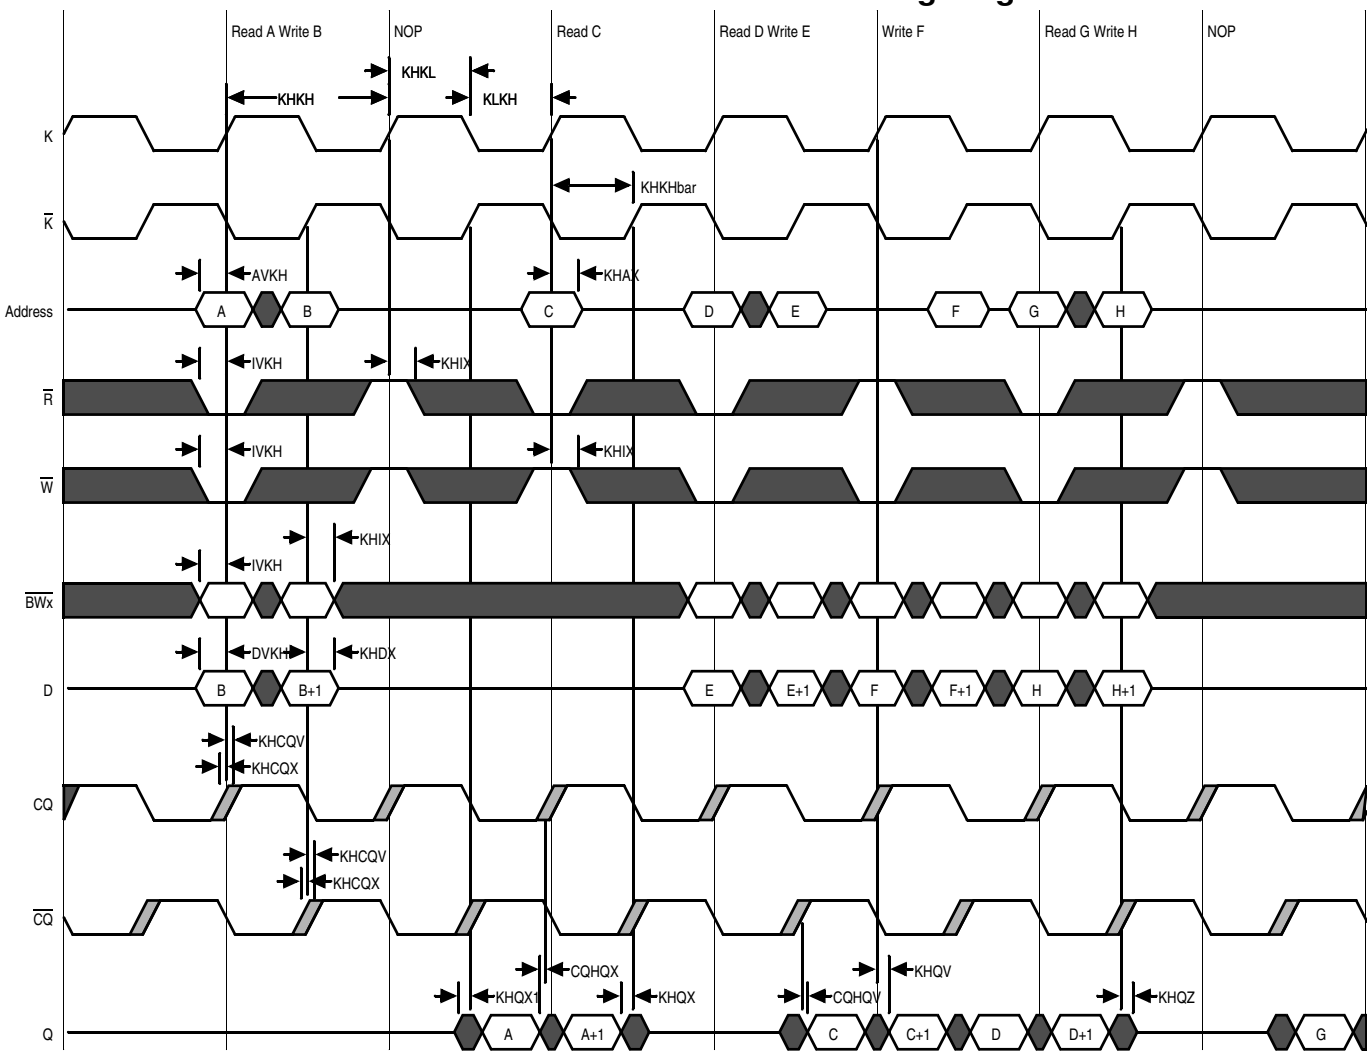 Read A Write B NOP Read C Read D Write E Write F Read G Write H NOP
KHKL
KHKH KLKH
K
KHKHbar
K
AVKH KHAX
Address A B C D E F G H
IVKH KHIX
R
IVKH KHIX
W
KHIX
IVKH
BWx
DVKH KHDX
D B B+1 E E+1 F F+1 H H+1
KHCQV
KHCQX
CQ
KHCQV
KHCQX
CQ
CQHQX KHQV
KHQX1 KHQX CQHQV KHQZ
Q A A+1 C C+1 D D+1 G